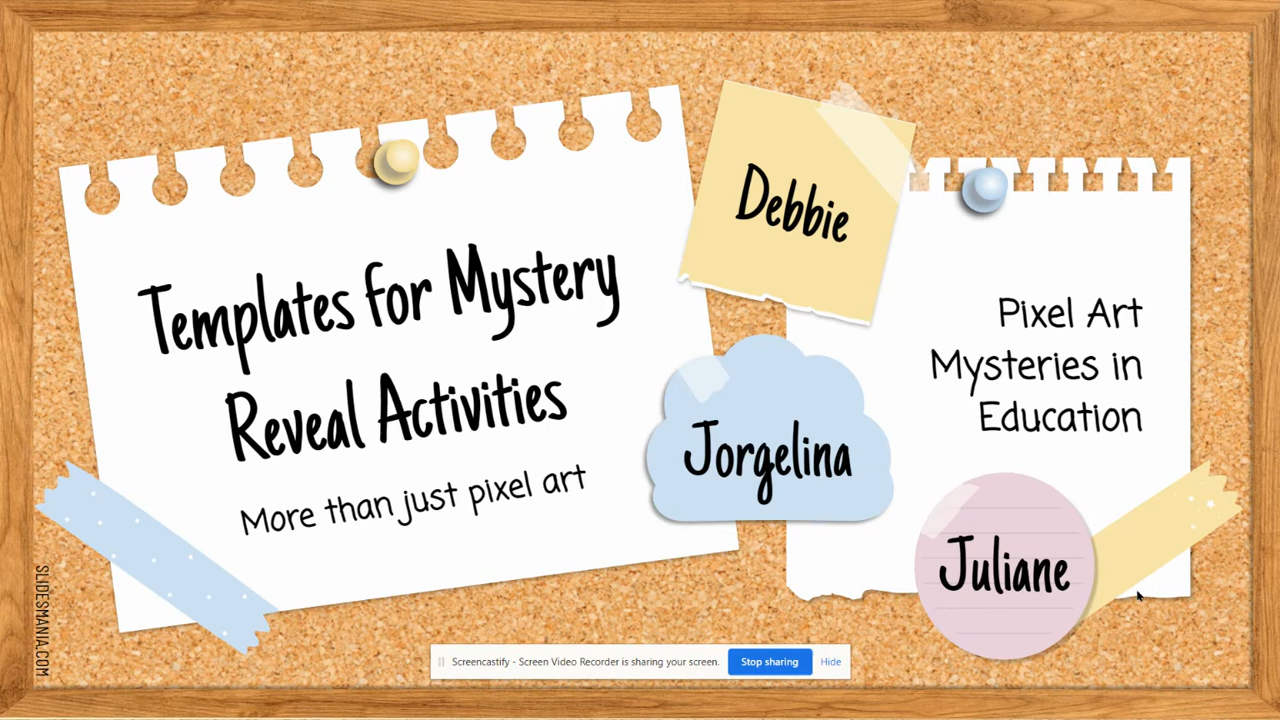 Templates for Mystery
Reveal Activities
More than just pixel art
Debbie
Jorgelina
Pixel Art
Mysteries in
Education
Juliane
SLIDESMANIA.COM
Screencastify - Screen Video Recorder is sharing your screen.
Stop sharing
Hide